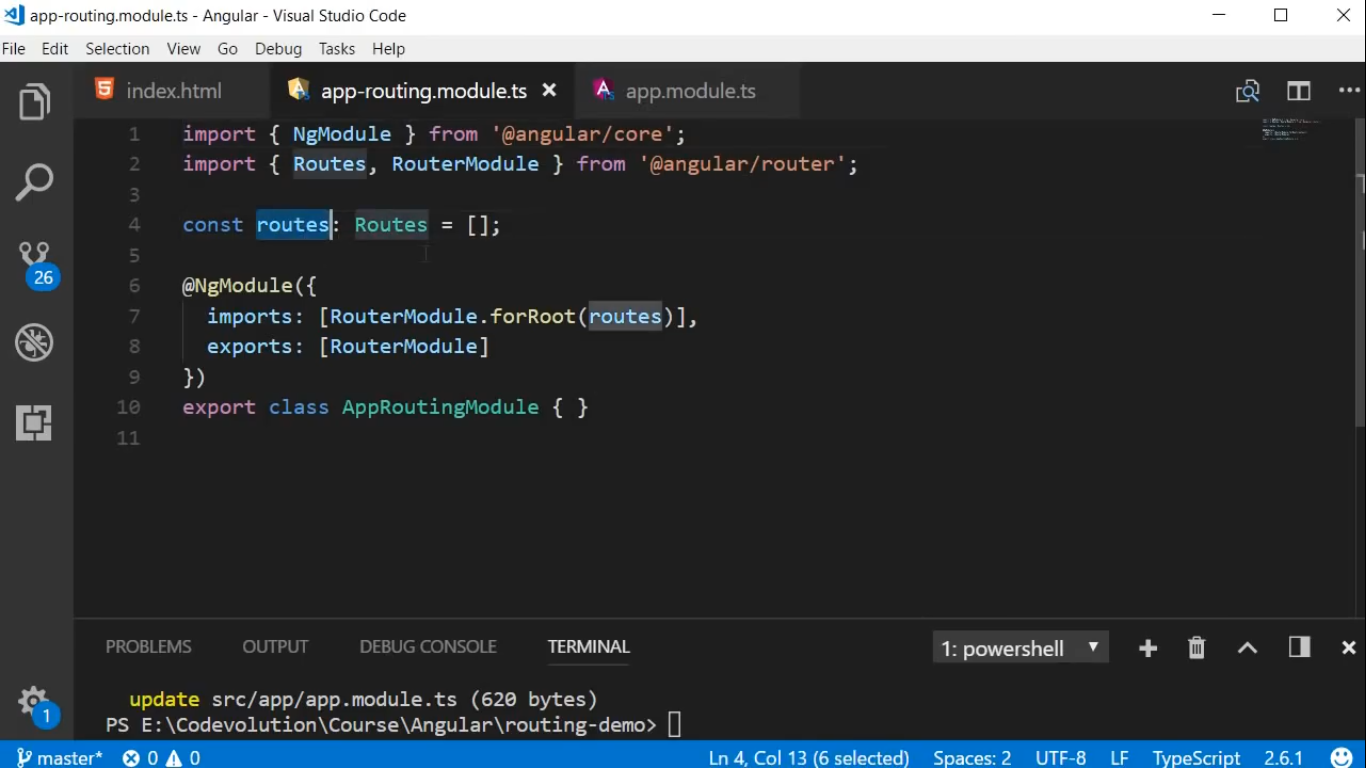 app-routing.module.ts - Angular - Visual Studio Code
File Edit Selection View Go Debug Tasks Help
index.html app-routing.module.ts app.module.ts
1 import { NgModule } from '@angular/core';
2 import { Routes, RouterModule } from '@angular/router';
3
4 const routes: Routes = [];
5
6 @NgModule({
7 imports: [RouterModule.forRoot(routes)],
8 exports: [RouterModule]
9 })
10 export class AppRoutingModule { }
11
26
PROBLEMS OUTPUT DEBUG CONSOLE TERMINAL 1: powershell
update src/app/app.module.ts (620 bytes)
PS E:\Codevolution\Course\Angular\routing-demo>
1
master* 0 0 Ln 4, Col 13 (6 selected) Spaces: 2 UTF-8 LF TypeScript 2.6.1